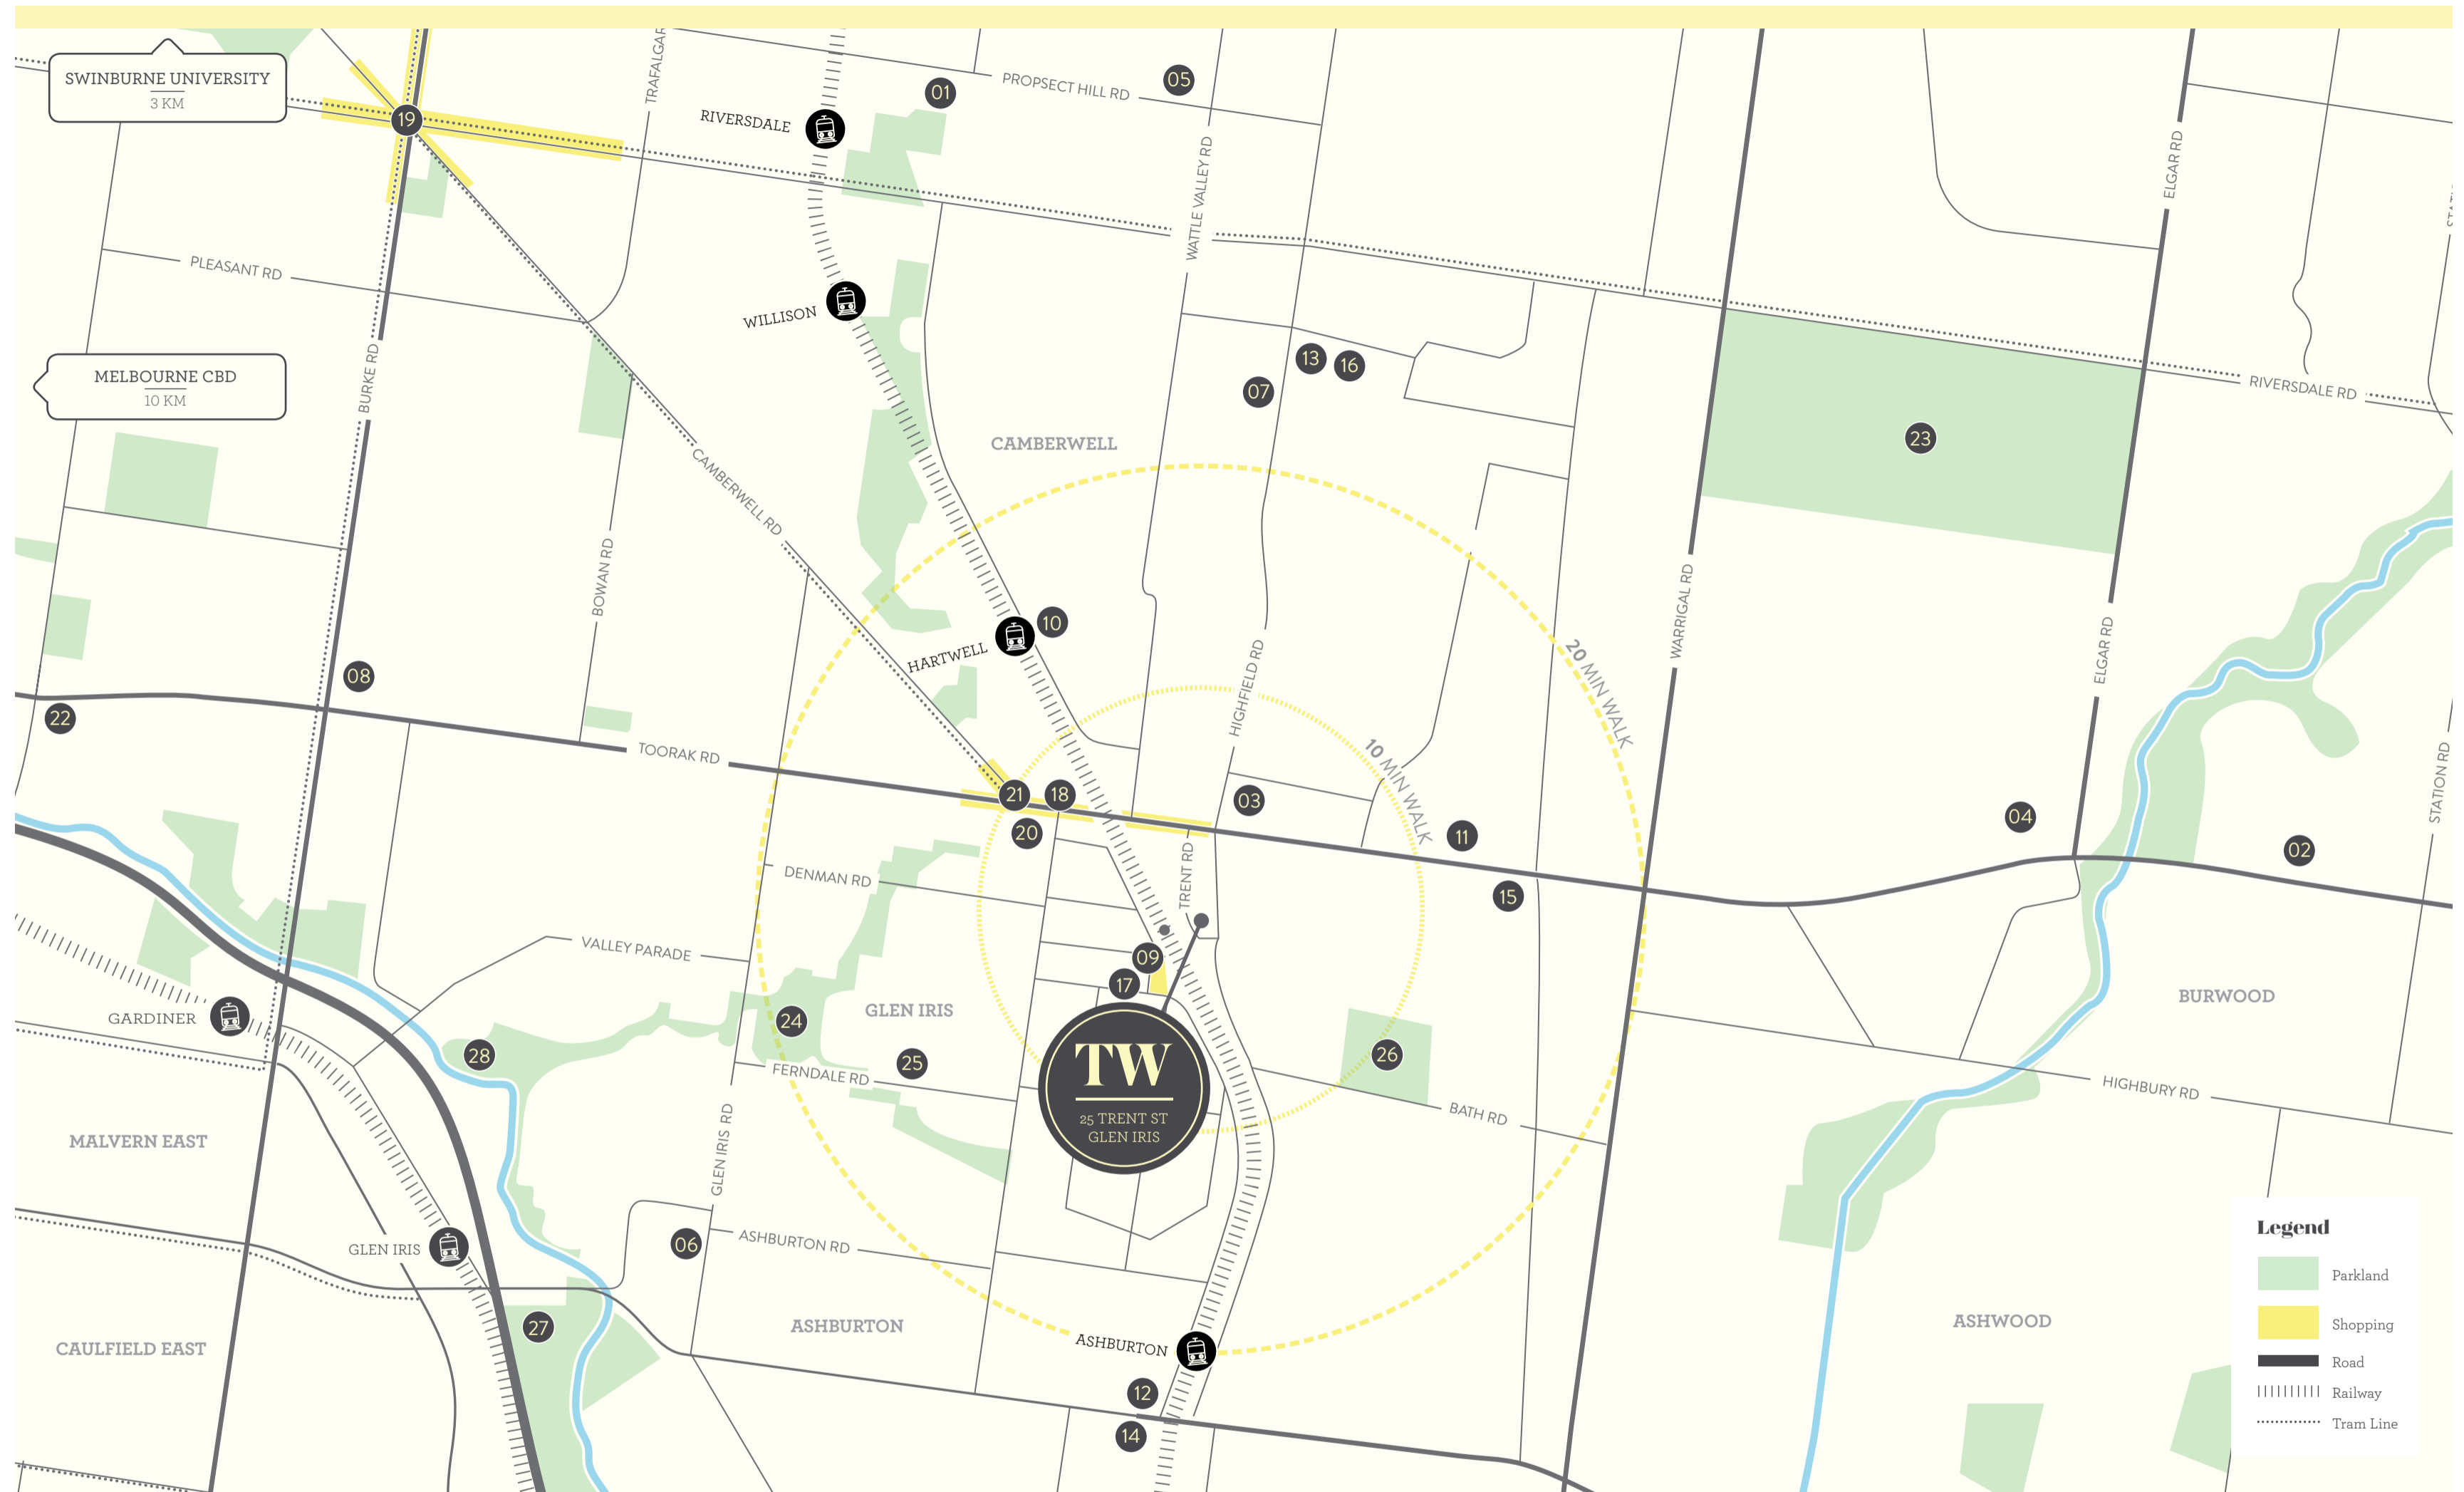 SWINBURNE UNIVERSITY
3 KM
19
TRAFALGAR
RIVERSDALE
01
PROPSECT HILL RD
05
WATTLE VALLEY RD
ELGAR RD
PLEASANT RD
WILLISON
MELBOURNE CBD
10 KM
BURKE RD
13
16
07
RIVERSDALE RD
CAMBERWELL
23
CAMBERWELL RD
BOWAN RD
10
HARTWELL
HIGHFIELD RD
20 MIN WALK
WARRIGAL RD
ELGAR RD
08
22
TOORAK RD
10 MIN WALK
21
18
03
20
11
04
02
STATION RD
DENMAN RD
TRENT RD
15
VALLEY PARADE
09
17
GLEN IRIS
24
BURWOOD
GARDINER
28
25
26
FERNDALE RD
TW
25 TRENT ST
GLEN IRIS
BATH RD
HIGHBURY RD
MALVERN EAST
GLEN IRIS RD
06
ASHBURTON RD
GLEN IRIS
27
ASHBURTON
ASHBURTON
CAULFIELD EAST
12
14
ASHWOOD
Legend
Parkland
Shopping
Road
Railway
Tram Line